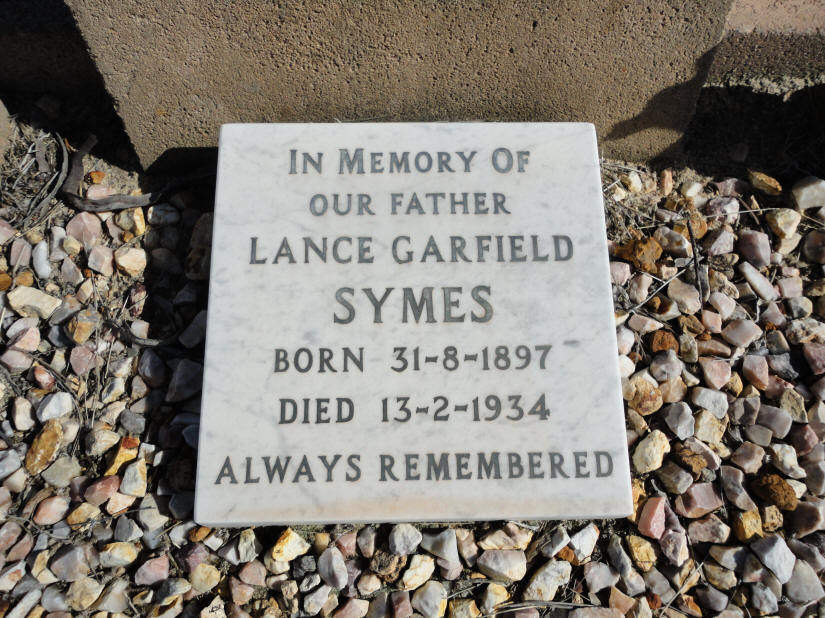 In Memory Of
OUR FATHER
LANCE GARFIELD
SYMES
BORN 31-8-1897
DIED 13-2-1934
ALWAYS REMEMBERED